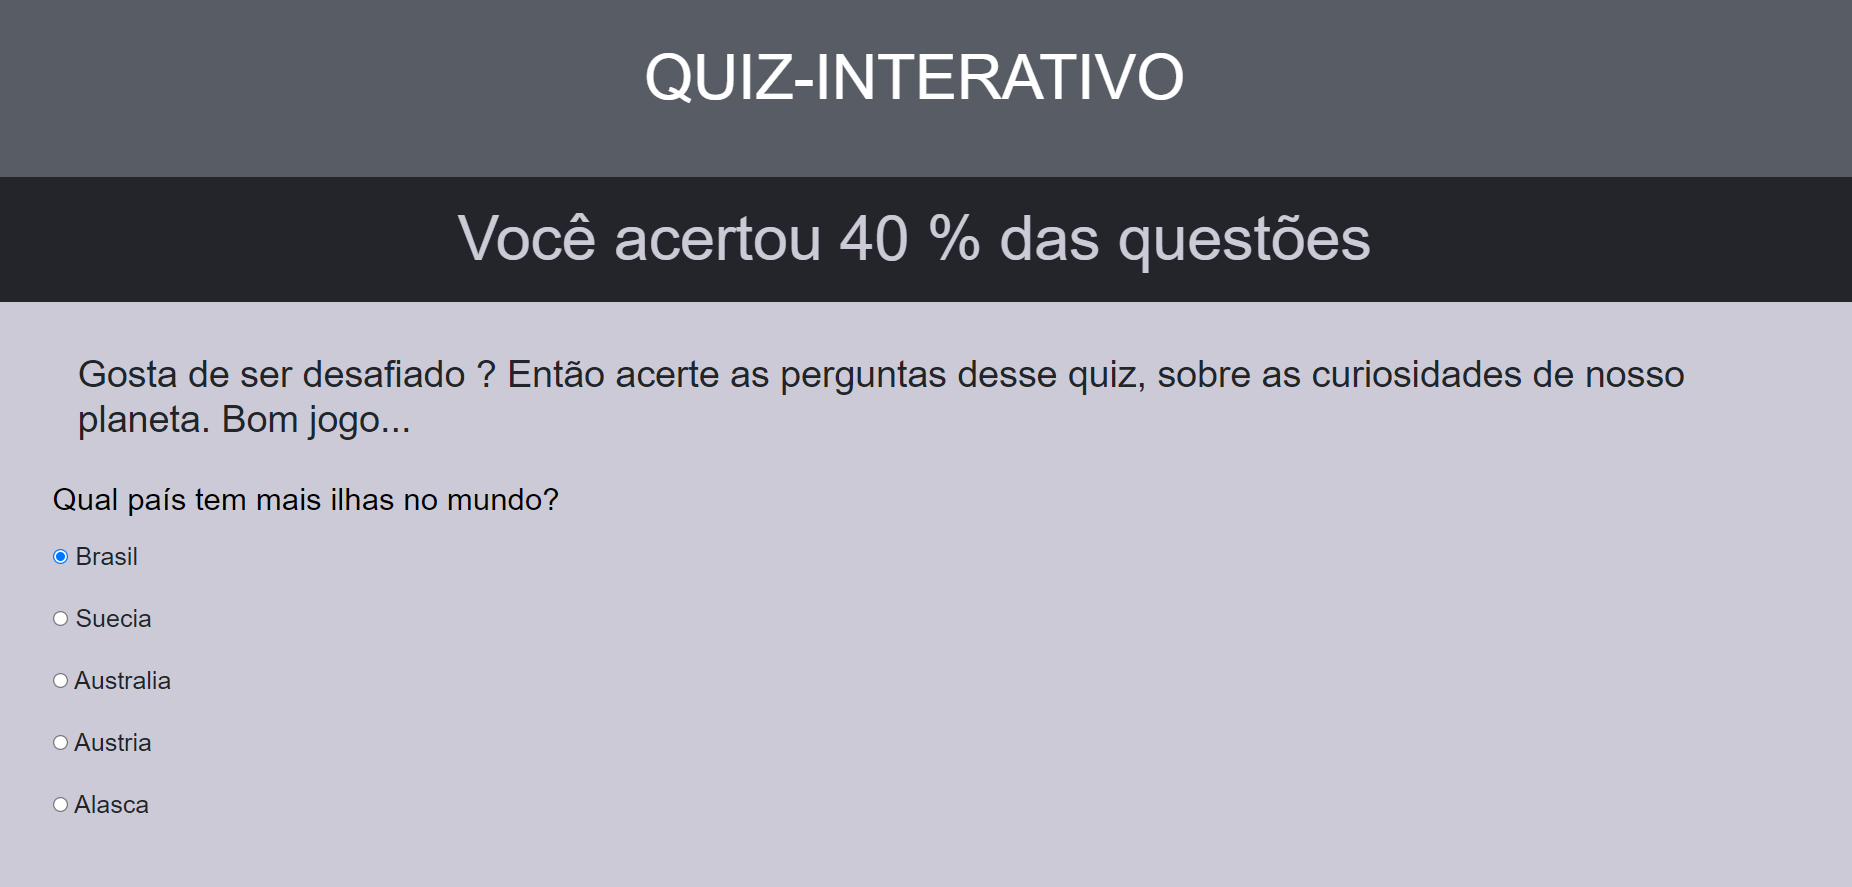 QUIZ-INTERATIVO
Você acertou 40 % das questões
Gosta de ser desafiado ? Então acerte as perguntas desse quiz, sobre as curiosidades de nosso
planeta. Bom jogo...
Qual país tem mais ilhas no mundo?
Brasil
Suecia
Australia
Austria
Alasca